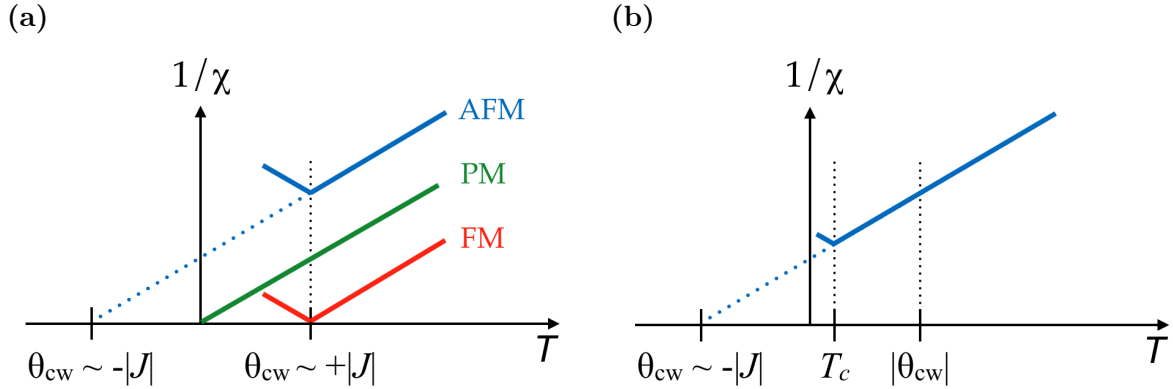 (a)
1/χ
AFM
PM
FM
T
θcw ~ -|J|
θcw ~ +|J|
(b)
1/χ
T
θcw ~ -|J|
Tc
|θcw|